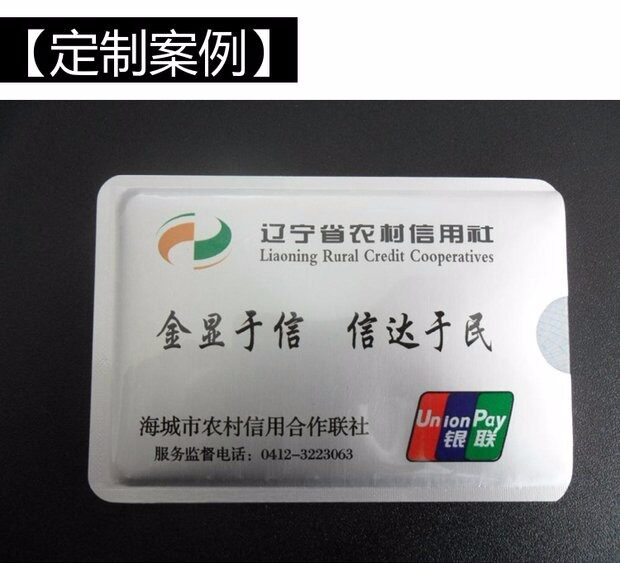 【定制案例】
辽宁省农村信用社
Liaoning Rural Credit Cooperatives
金显于信 信达于民
海城市农村信用合作联社
服务监督电话：0412-3223063
UnionPay
银联